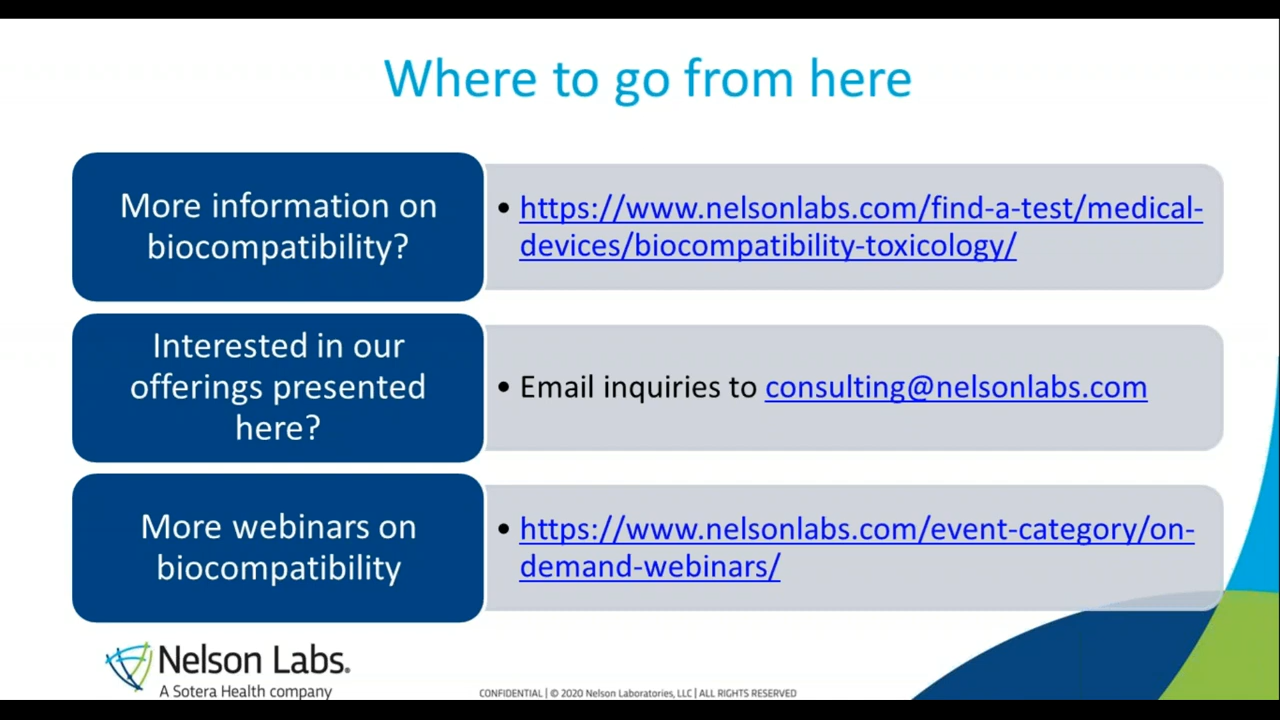 Where to go from here
More information on
biocompatibility?
• https://www.nelsonlabs.com/find-a-test/medical-
devices/biocompatibility-toxicology/
Interested in our
offerings presented
here?
• Email inquiries to consulting@nelsonlabs.com
More webinars on
biocompatibility
• https://www.nelsonlabs.com/event-category/on-
demand-webinars/
Nelson Labs®
A Sotera Health company
CONFIDENTIAL | © 2020 Nelson Laboratories, LLC | ALL RIGHTS RESERVED